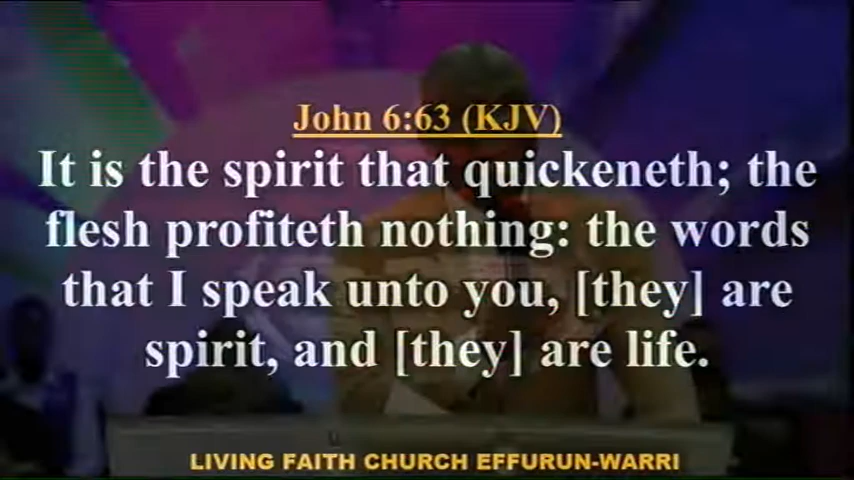 John 6:63 (KJV)
It is the spirit that quickeneth; the
flesh profiteth nothing: the words
that I speak unto you, [they] are
spirit, and [they] are life.
LIVING FAITH CHURCH EFFURUN-WARRI